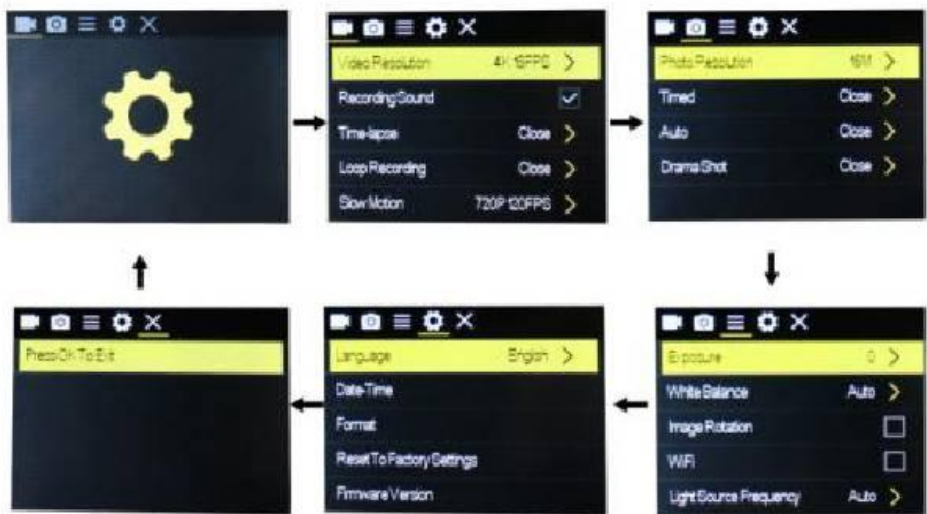 Video Resolution 4K 15FPS
Recording Sound
Time-lapse Close
Loop Recording Close
Slow Motion 720P 120FPS
Photo Resolution 16M
Timed Close
Auto Close
Drama Shot Close
Exposure 0
White Balance Auto
Image Rotation
WiFi
Light Source Frequency Auto
Language English
Date-Time
Format
Reset To Factory Settings
Firmware Version
Press OK To Exit